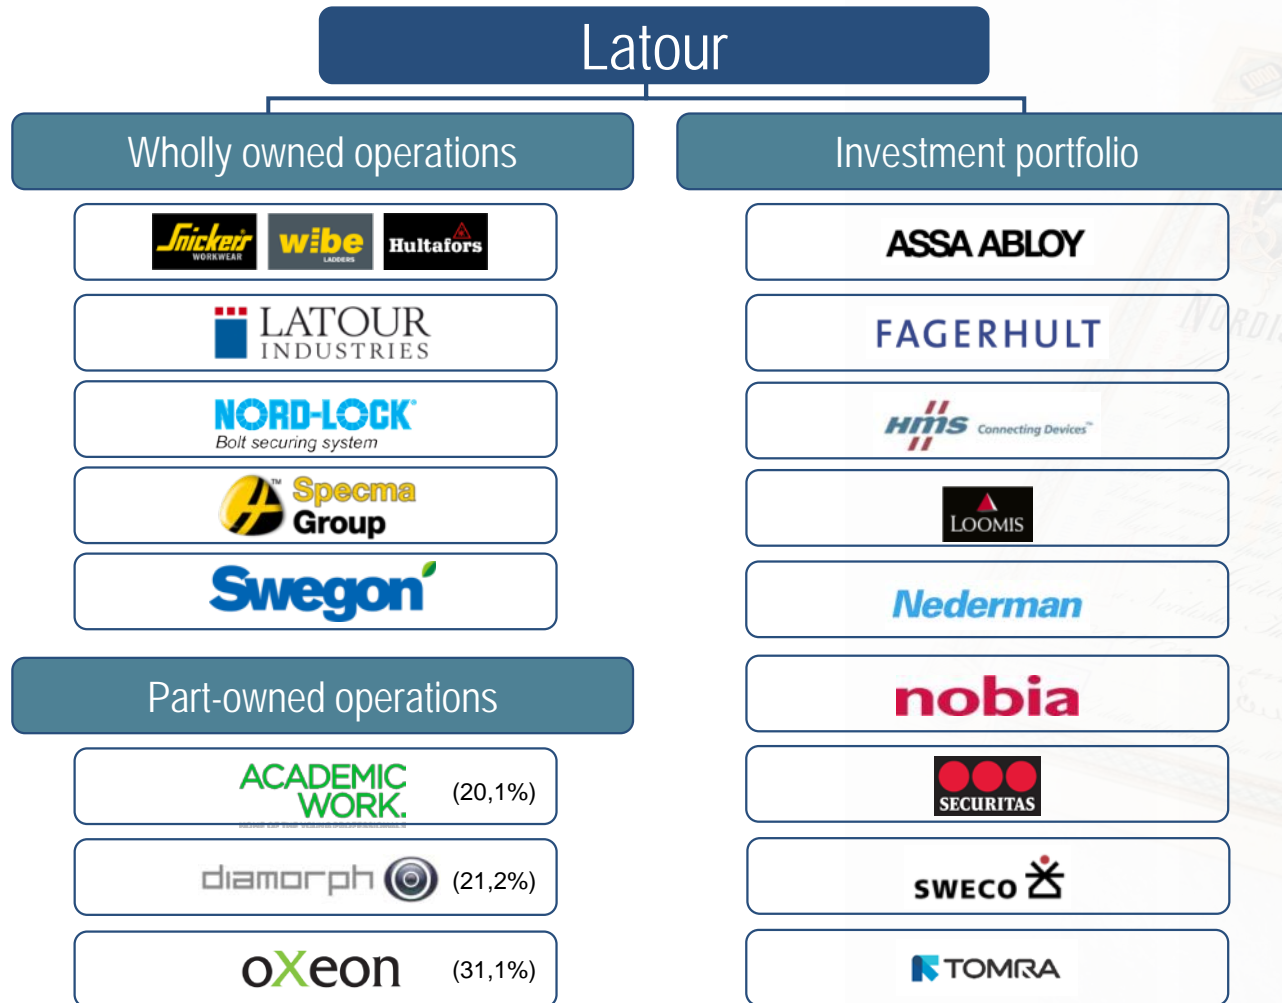 Latour
Wholly owned operations
Snickers
WORKWEAR
wibe
LADDERS
Hultafors
LATOUR
INDUSTRIES
NORD-LOCK®
Bolt securing system
Specma™
Group
Swegon
Part-owned operations
ACADEMIC
WORK.
(20,1%)
diamorph
(21,2%)
oXeon
(31,1%)
Investment portfolio
ASSA ABLOY
FAGERHULT
HMS Connecting Devices™
LOOMIS
Nederman
nobia
SECURITAS
SWECO
TOMRA